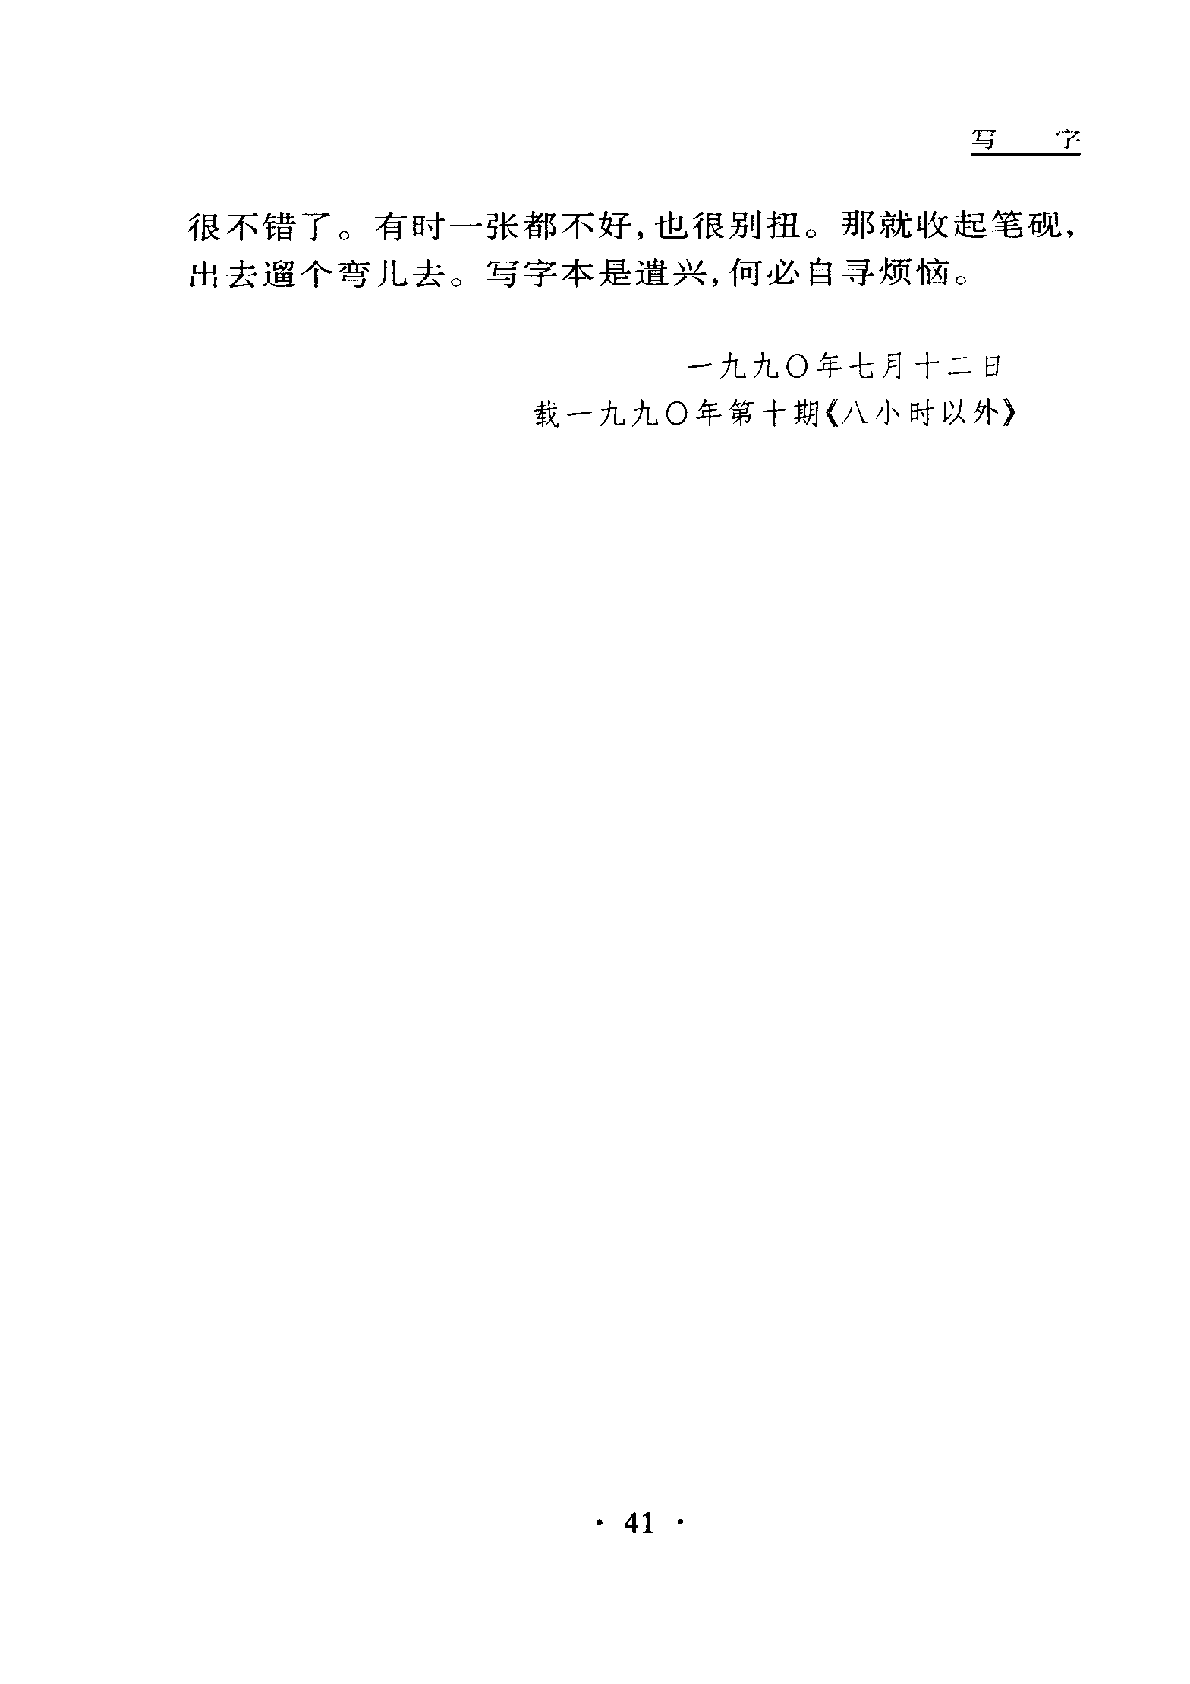 写 字
很不错了。有时一张都不好，也很别扭。那就收起笔砚，
出去遛个弯儿去。写字本是遣兴，何必自寻烦恼。
一九九〇年七月十二日
载一九九〇年第十期《八小时以外》
· 41 ·